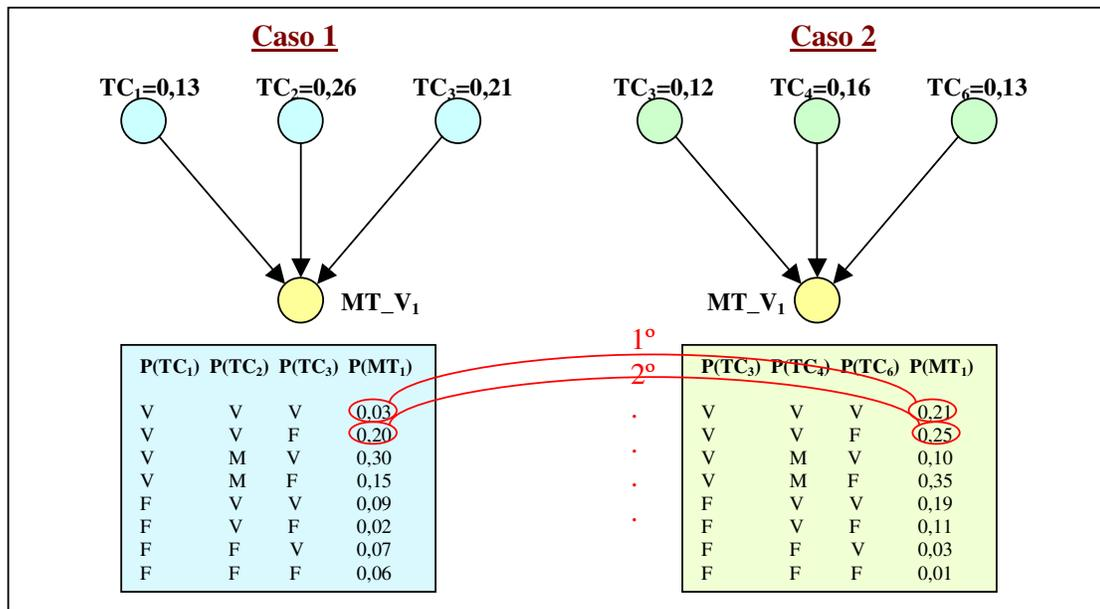 Caso 1
Caso 2
TC₁=0,13 TC₂=0,26 TC₃=0,21
TC₃=0,12 TC₄=0,16 TC₆=0,13
MT_V₁
MT_V₁
1º
2º
.
.
.
.
P(TC₁) P(TC₂) P(TC₃) P(MT₁)
V V V 0,03
V V F 0,20
V M V 0,30
V M F 0,15
F V V 0,09
F V F 0,02
F F V 0,07
F F F 0,06
P(TC₃) P(TC₄) P(TC₆) P(MT₁)
V V V 0,21
V V F 0,25
V M V 0,10
V M F 0,35
F V V 0,19
F V F 0,11
F F V 0,03
F F F 0,01